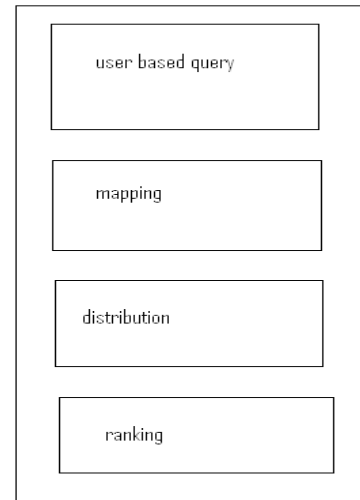 user based query
mapping
distribution
ranking